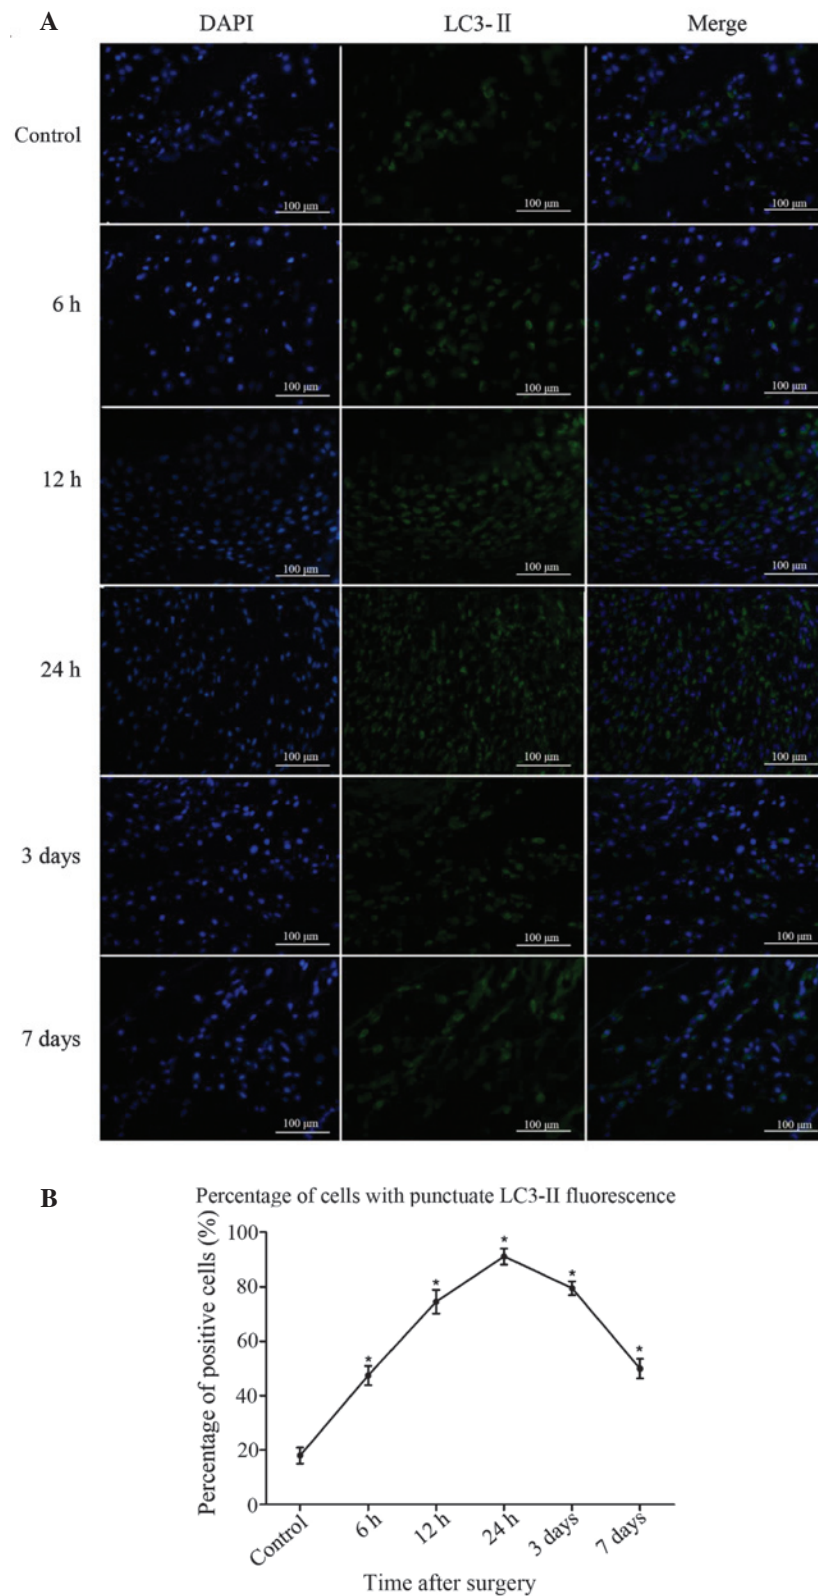 A
DAPI LC3-II Merge
Control
100 µm 100 µm 100 µm
6 h
100 µm 100 µm 100 µm
12 h
100 µm 100 µm 100 µm
24 h
100 µm 100 µm 100 µm
3 days
100 µm 100 µm 100 µm
7 days
100 µm 100 µm 100 µm
B
Percentage of cells with punctuate LC3-II fluorescence
Percentage of positive cells (%)
100
80
60
40
20
0
* * * * *
Control 6 h 12 h 24 h 3 days 7 days
Time after surgery